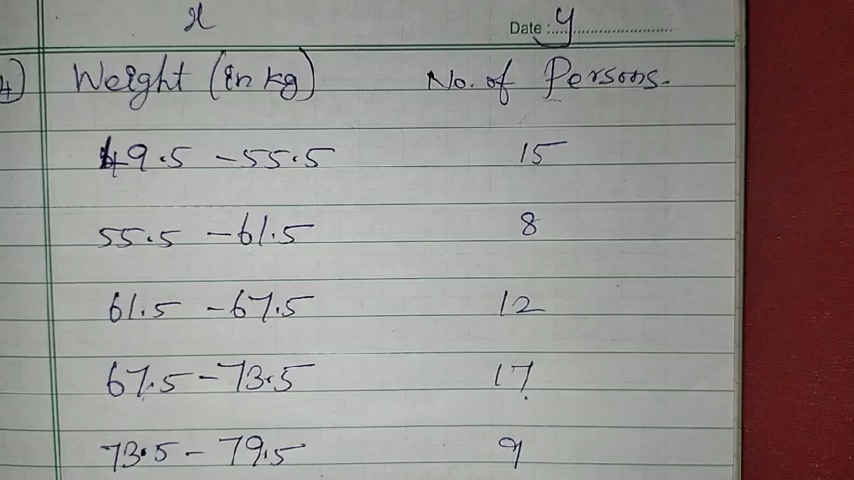 x Date :....y....................
4) Weight (in kg) No. of Persons.
49.5 - 55.5 15
55.5 - 61.5 8
61.5 - 67.5 12
67.5 - 73.5 17
73.5 - 79.5 9